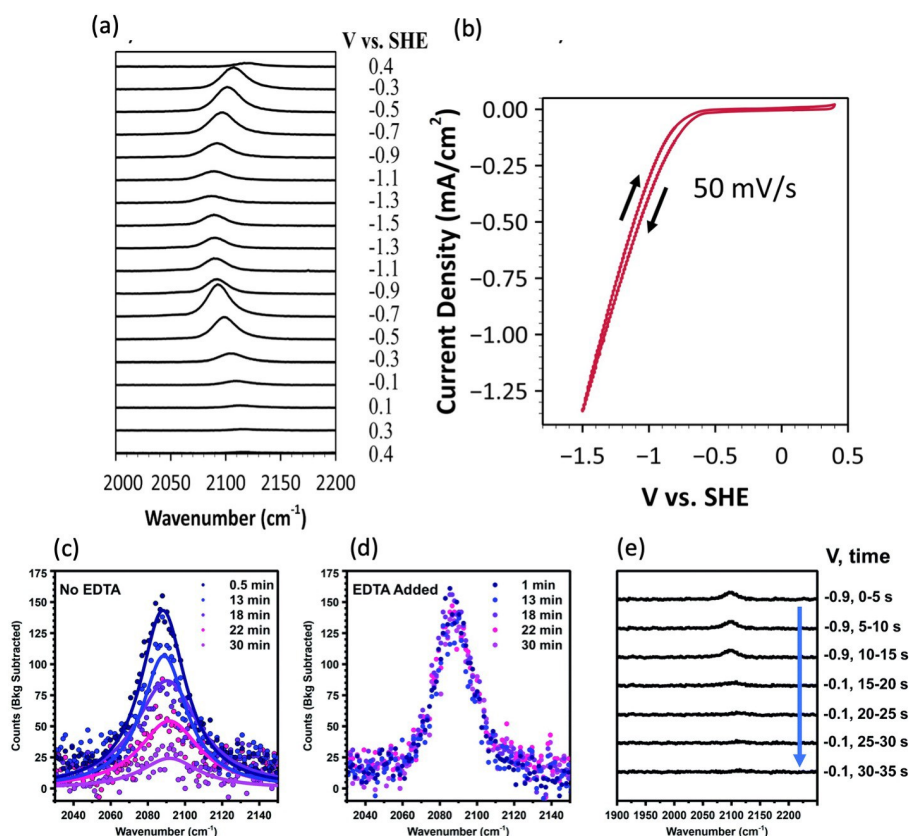 (a)
V vs. SHE
0.4
-0.3
-0.5
-0.7
-0.9
-1.1
-1.3
-1.5
-1.3
-1.1
-0.9
-0.7
-0.5
-0.3
-0.1
0.1
0.3
0.4
2000 2050 2100 2150 2200
Wavenumber (cm-1)
(b)
0.00
−0.25
−0.50
−0.75
−1.00
−1.25
Current Density (mA/cm2)
50 mV/s
−1.5 −1 −0.5 0 0.5
V vs. SHE
(c)
No EDTA
0.5 min
13 min
18 min
22 min
30 min
175
150
125
100
75
50
25
0
Counts (Bkg Subtracted)
2040 2060 2080 2100 2120 2140
Wavenumber (cm-1)
(d)
EDTA Added
1 min
13 min
18 min
22 min
30 min
175
150
125
100
75
50
25
0
Counts (Bkg Subtracted)
2040 2060 2080 2100 2120 2140
Wavenumber (cm-1)
(e)
V, time
-0.9, 0-5 s
-0.9, 5-10 s
-0.9, 10-15 s
-0.1, 15-20 s
-0.1, 20-25 s
-0.1, 25-30 s
-0.1, 30-35 s
1900 1950 2000 2050 2100 2150 2200
Wavenumber (cm-1)